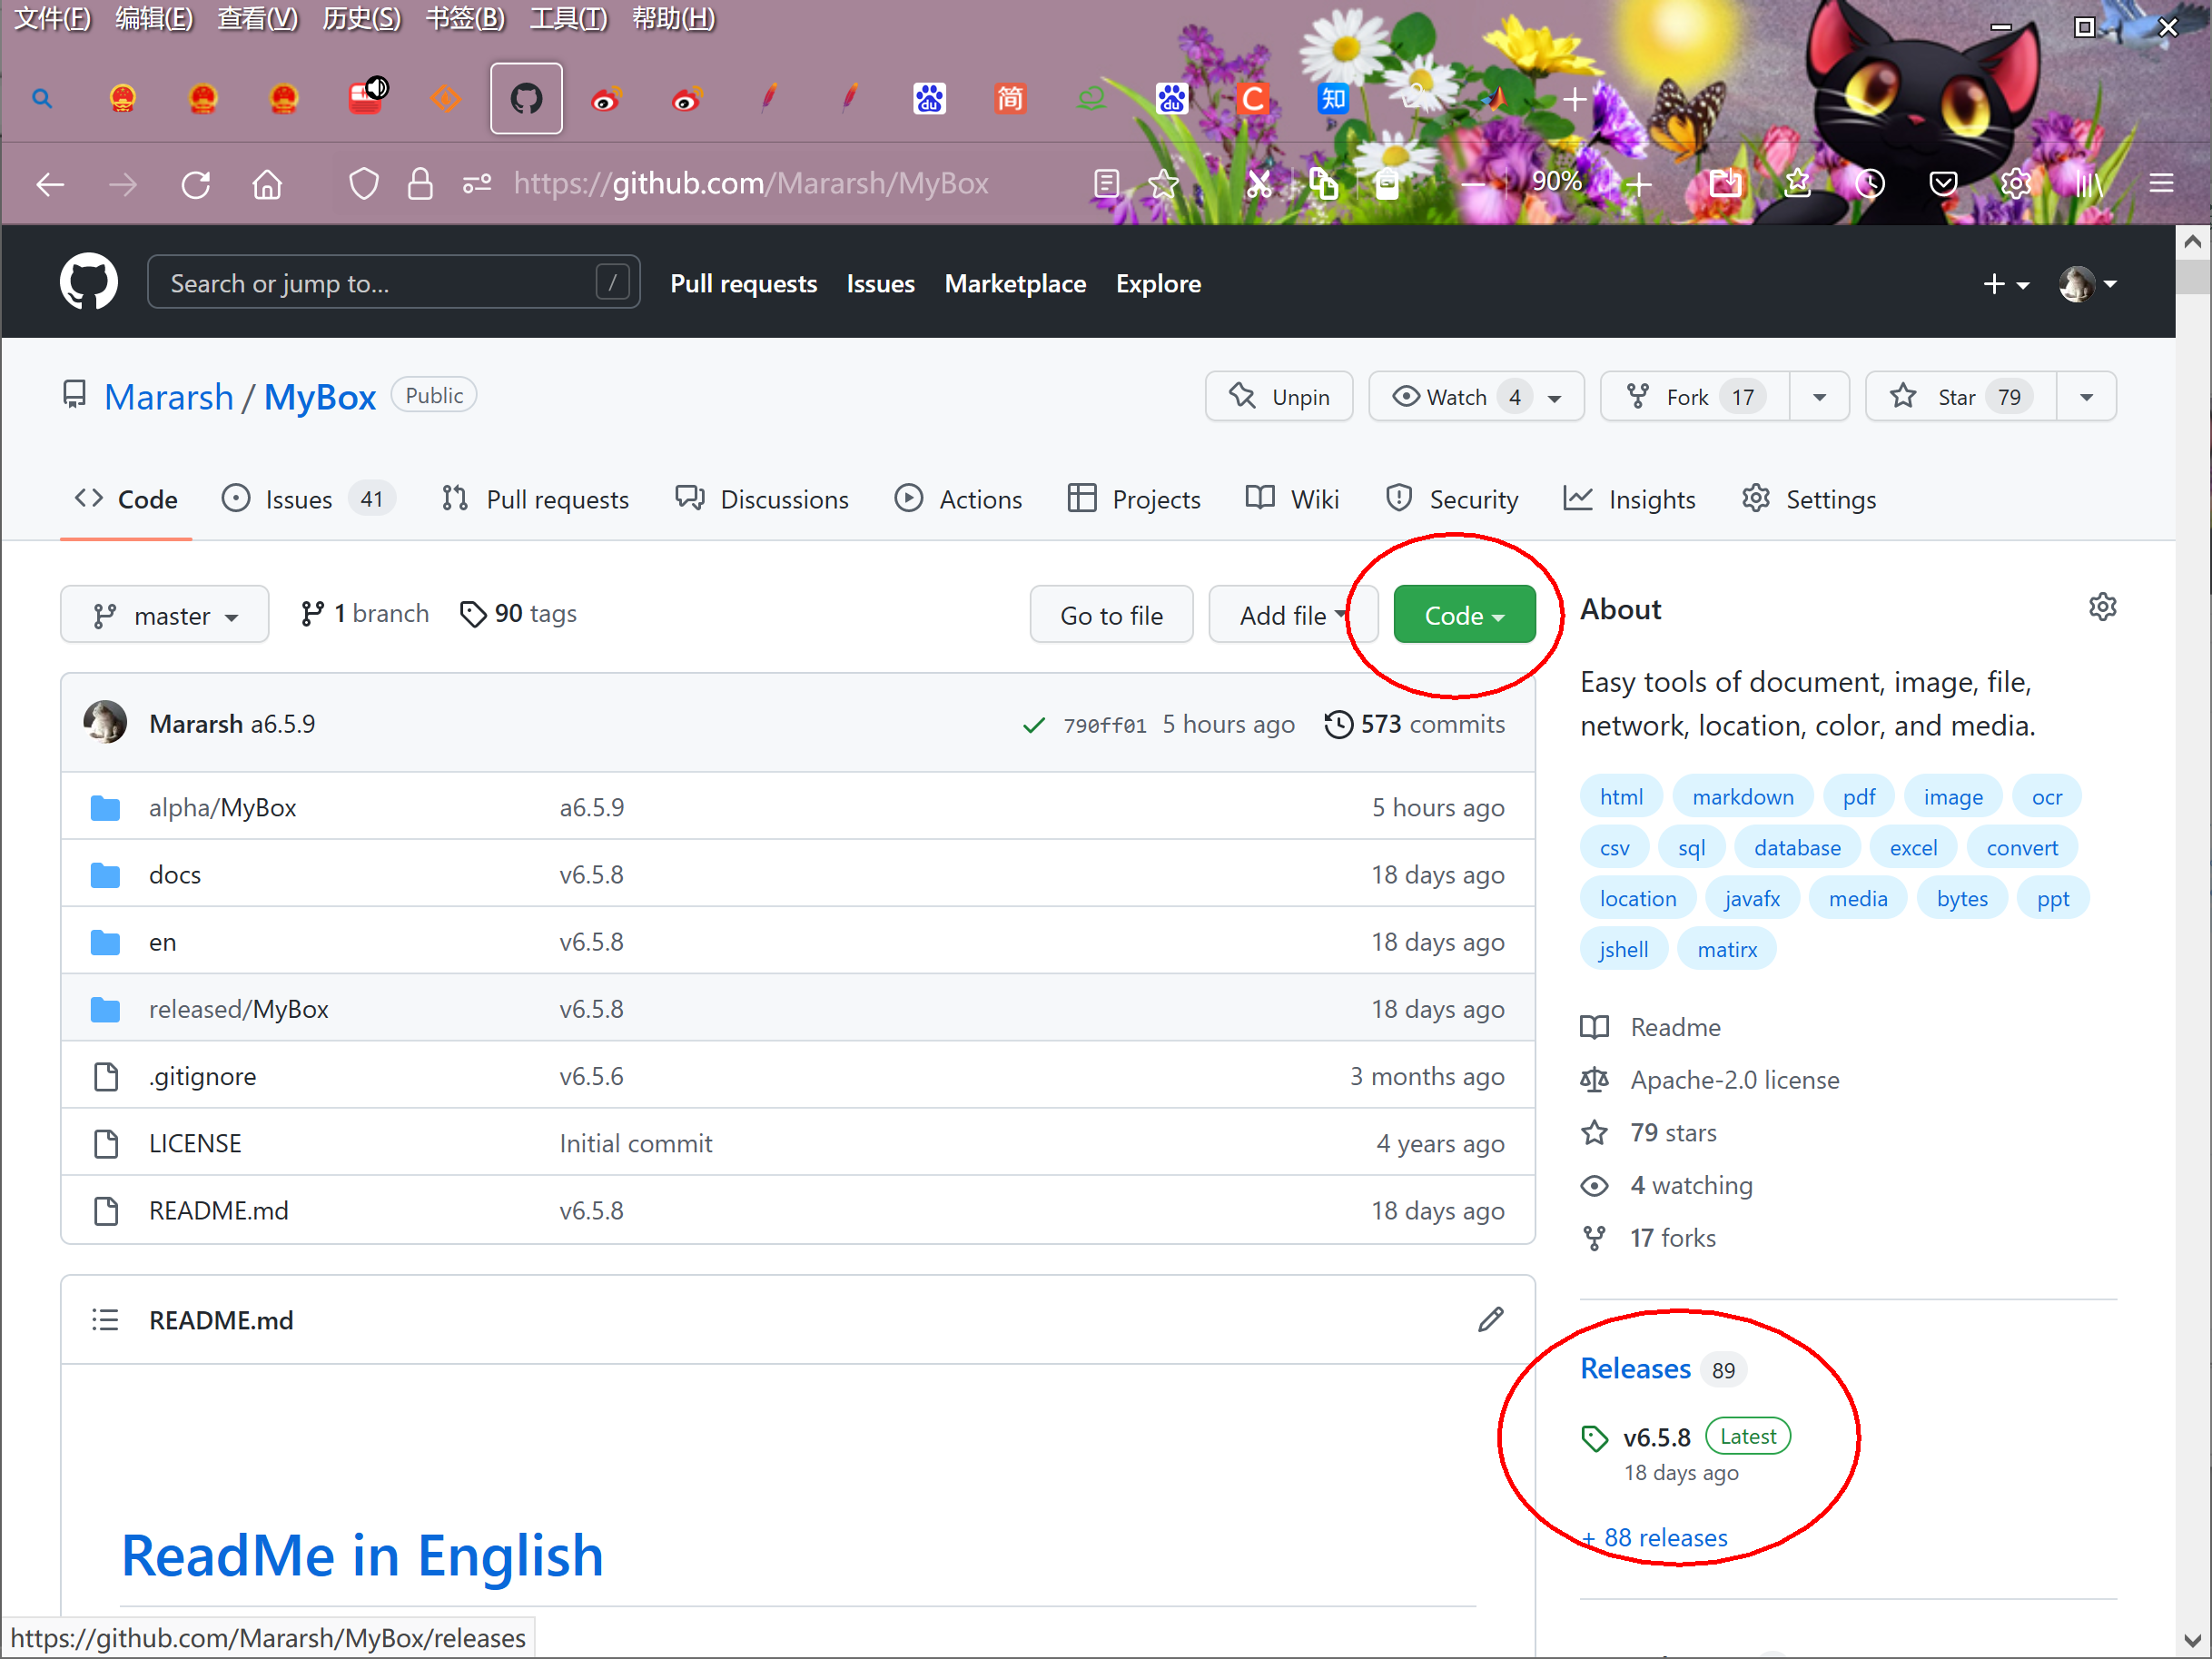 文件(F) 编辑(E) 查看(V) 历史(S) 书签(B) 工具(T) 帮助(H)
du 简 du C 知
https://github.com/Mararsh/MyBox 90%
Search or jump to... / Pull requests Issues Marketplace Explore
Mararsh / MyBox Public Unpin Watch 4 Fork 17 Star 79
Code Issues 41 Pull requests Discussions Actions Projects Wiki Security Insights Settings
master 1 branch 90 tags Go to file Add file Code
Mararsh a6.5.9 790ff01 5 hours ago 573 commits
alpha/MyBox a6.5.9 5 hours ago
docs v6.5.8 18 days ago
en v6.5.8 18 days ago
released/MyBox v6.5.8 18 days ago
.gitignore v6.5.6 3 months ago
LICENSE Initial commit 4 years ago
README.md v6.5.8 18 days ago
README.md
ReadMe in English
About
Easy tools of document, image, file,
network, location, color, and media.
html markdown pdf image ocr
csv sql database excel convert
location javafx media bytes ppt
jshell matirx
Readme
Apache-2.0 license
79 stars
4 watching
17 forks
Releases 89
v6.5.8 Latest
18 days ago
+ 88 releases
https://github.com/Mararsh/MyBox/releases